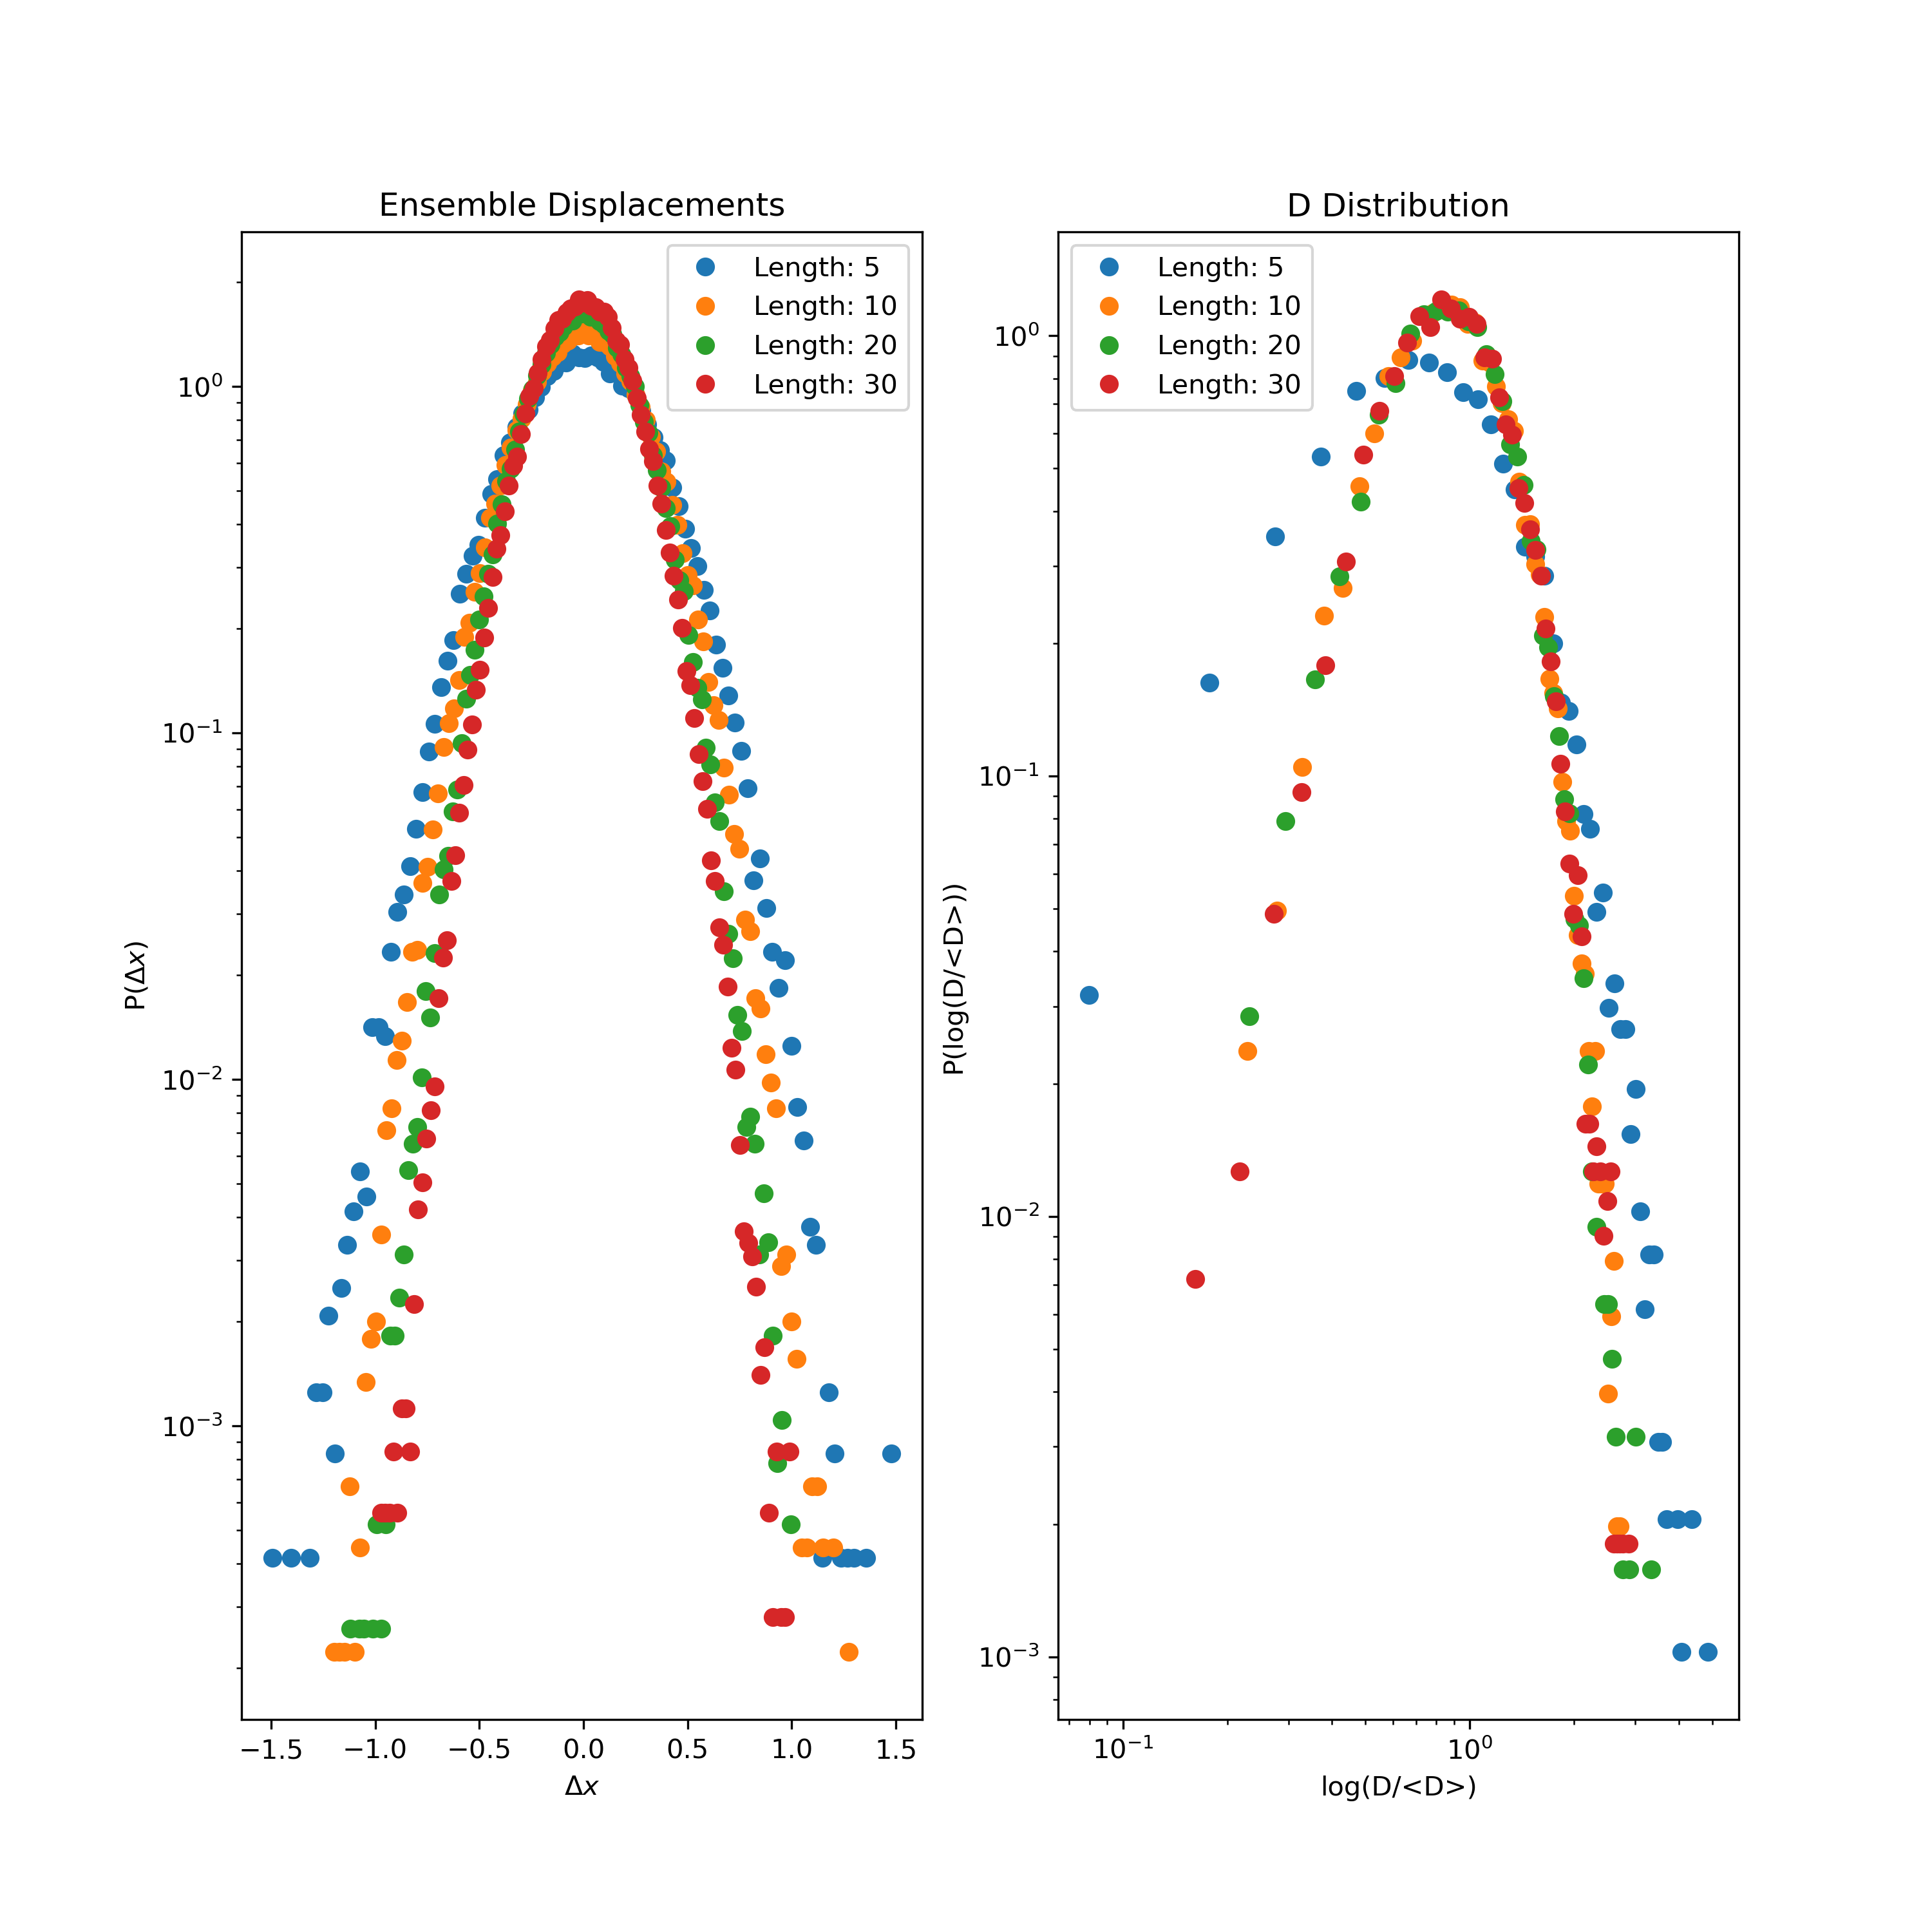 Ensemble Displacements
Length: 5
Length: 10
Length: 20
Length: 30
P(Δx)
10⁰
10⁻¹
10⁻²
10⁻³
−1.5 −1.0 −0.5 0.0 0.5 1.0 1.5
Δx
D Distribution
Length: 5
Length: 10
Length: 20
Length: 30
P(log(D/<D>))
10⁰
10⁻¹
10⁻²
10⁻³
10⁻¹ 10⁰
log(D/<D>)